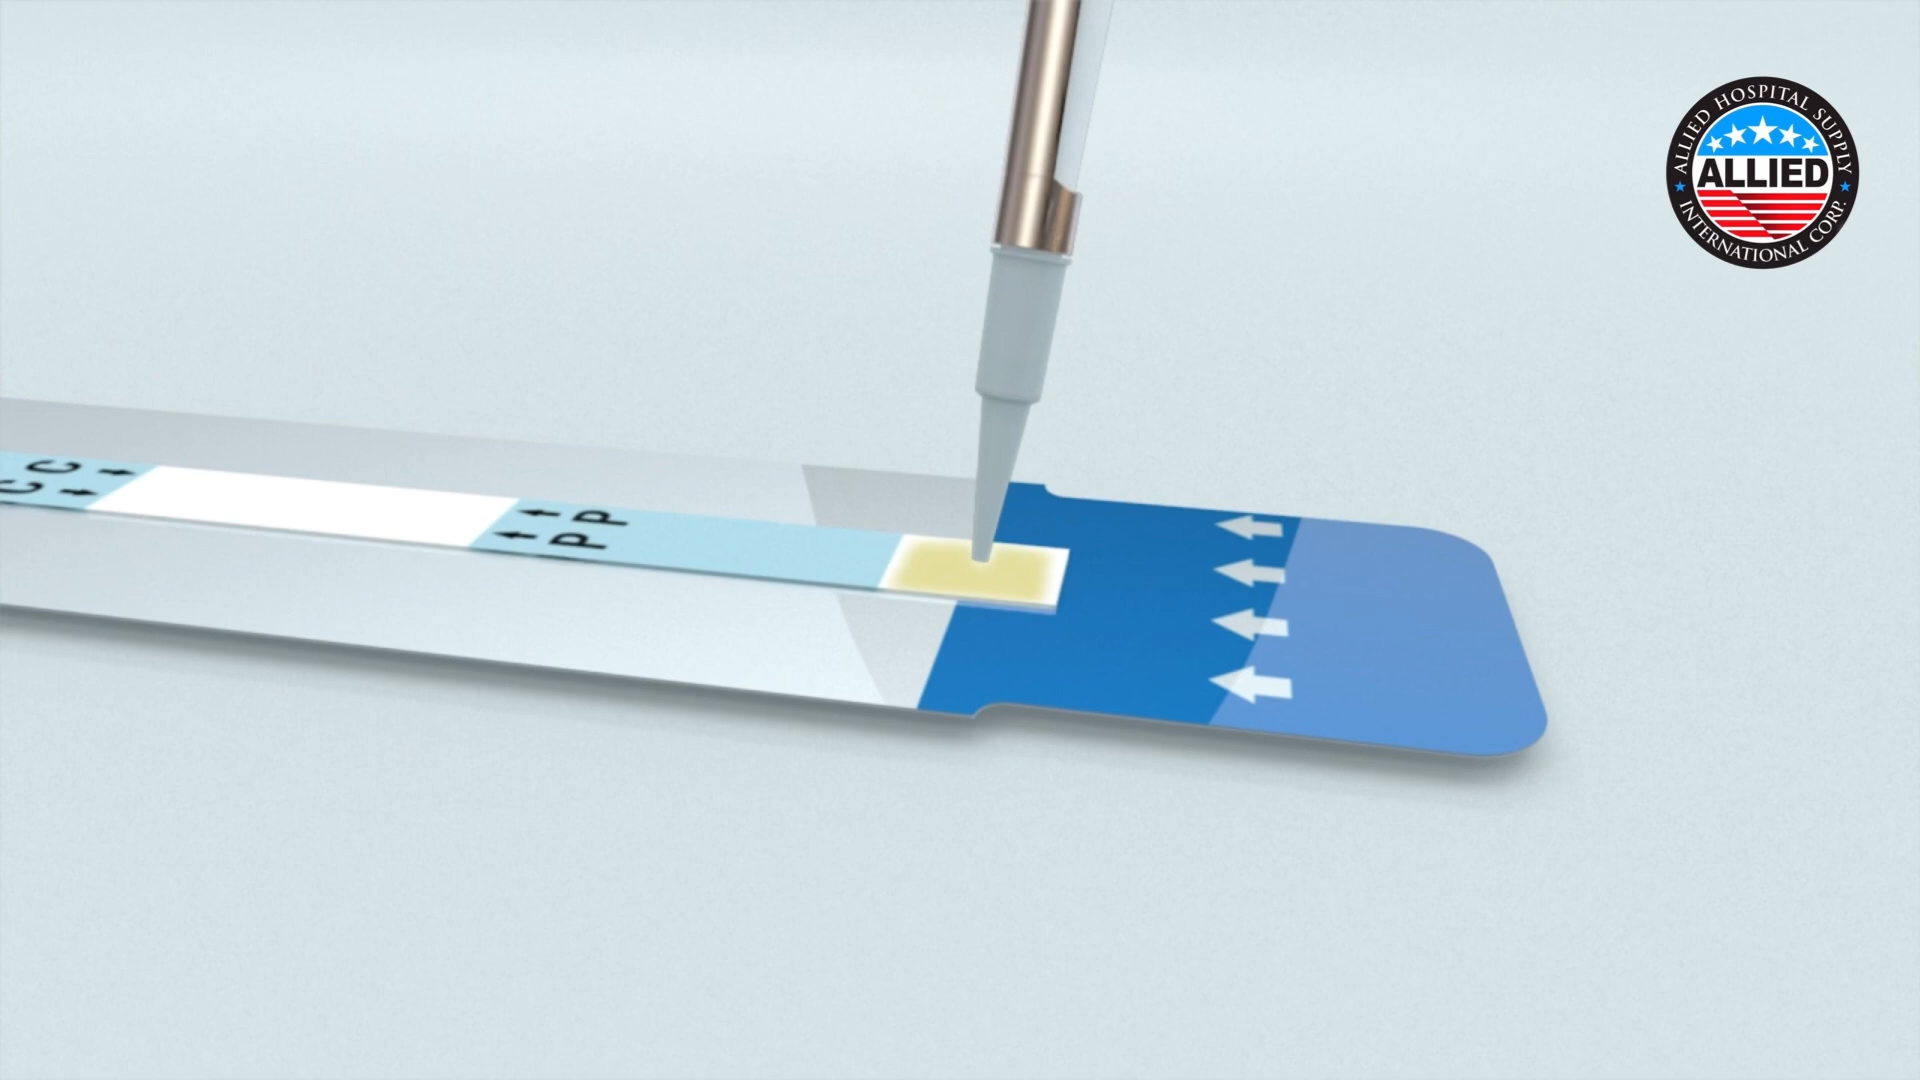 ALLIED HOSPITAL SUPPLY
ALLIED
INTERNATIONAL CORP.
C C
P P